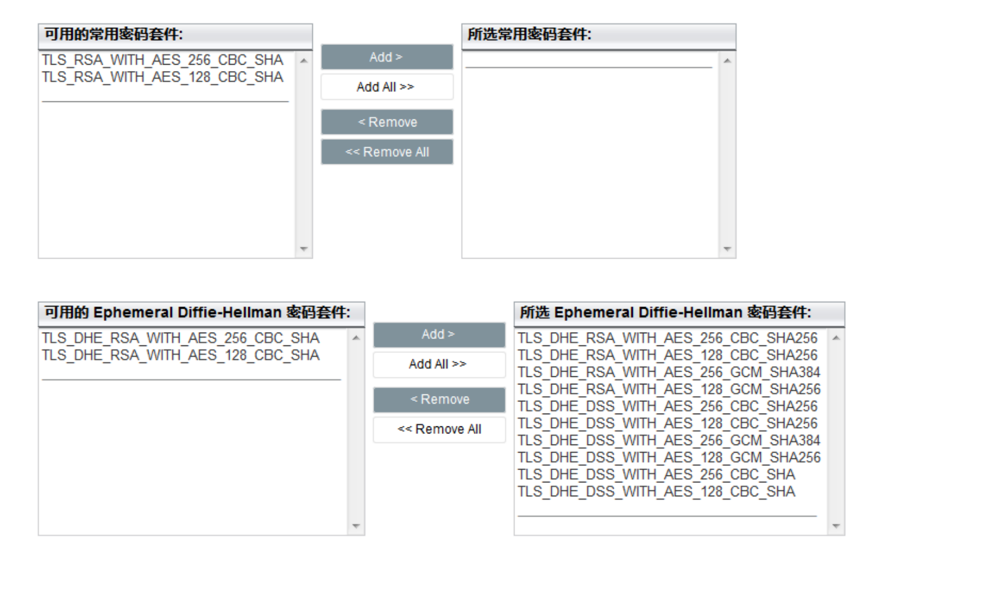 可用的常用密码套件:
TLS_RSA_WITH_AES_256_CBC_SHA
TLS_RSA_WITH_AES_128_CBC_SHA
Add >
Add All >>
< Remove
<< Remove All
所选常用密码套件:
可用的 Ephemeral Diffie-Hellman 密码套件:
TLS_DHE_RSA_WITH_AES_256_CBC_SHA
TLS_DHE_RSA_WITH_AES_128_CBC_SHA
Add >
Add All >>
< Remove
<< Remove All
所选 Ephemeral Diffie-Hellman 密码套件:
TLS_DHE_RSA_WITH_AES_256_CBC_SHA256
TLS_DHE_RSA_WITH_AES_128_CBC_SHA256
TLS_DHE_RSA_WITH_AES_256_GCM_SHA384
TLS_DHE_RSA_WITH_AES_128_GCM_SHA256
TLS_DHE_DSS_WITH_AES_256_CBC_SHA256
TLS_DHE_DSS_WITH_AES_128_CBC_SHA256
TLS_DHE_DSS_WITH_AES_256_GCM_SHA384
TLS_DHE_DSS_WITH_AES_128_GCM_SHA256
TLS_DHE_DSS_WITH_AES_256_CBC_SHA
TLS_DHE_DSS_WITH_AES_128_CBC_SHA